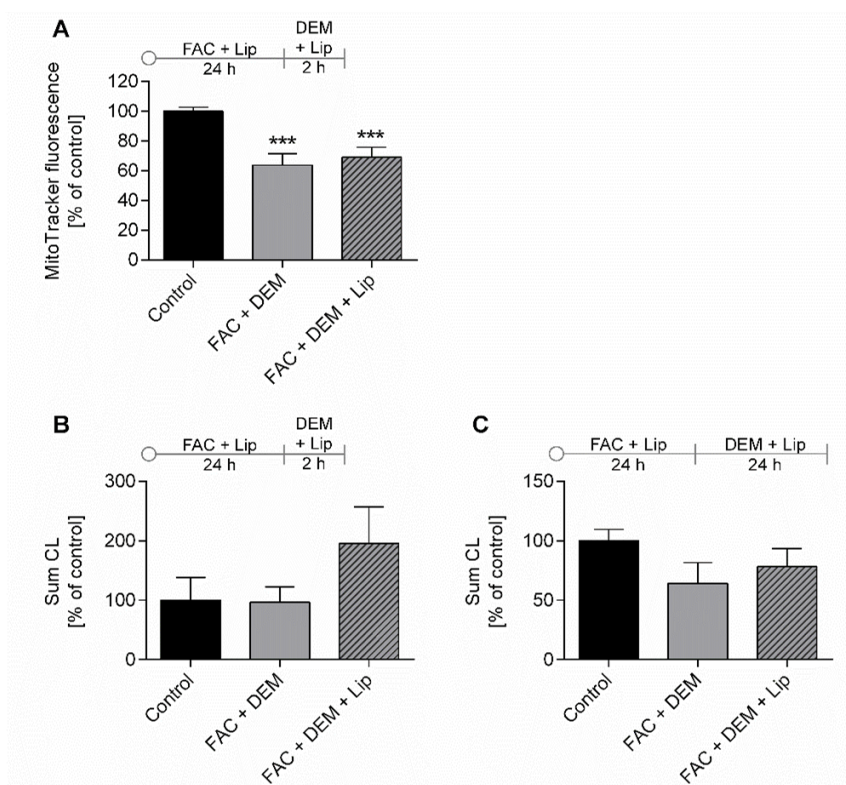 A
FAC + Lip
24 h
DEM
+ Lip
2 h
MitoTracker fluorescence
[% of control]
120
100
80
60
40
20
0
***
***
Control
FAC + DEM
FAC + DEM + Lip
B
FAC + Lip
24 h
DEM
+ Lip
2 h
Sum CL
[% of control]
300
200
100
0
Control
FAC + DEM
FAC + DEM + Lip
C
FAC + Lip
24 h
DEM + Lip
24 h
Sum CL
[% of control]
150
100
50
0
Control
FAC + DEM
FAC + DEM + Lip